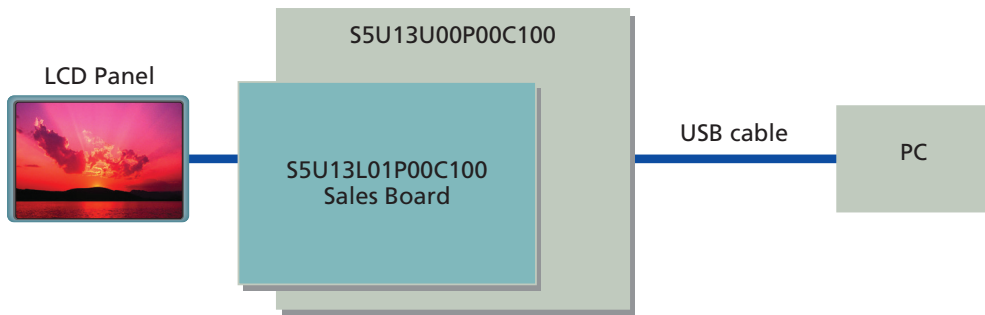 S5U13U00P00C100
LCD Panel
S5U13L01P00C100
Sales Board
USB cable
PC